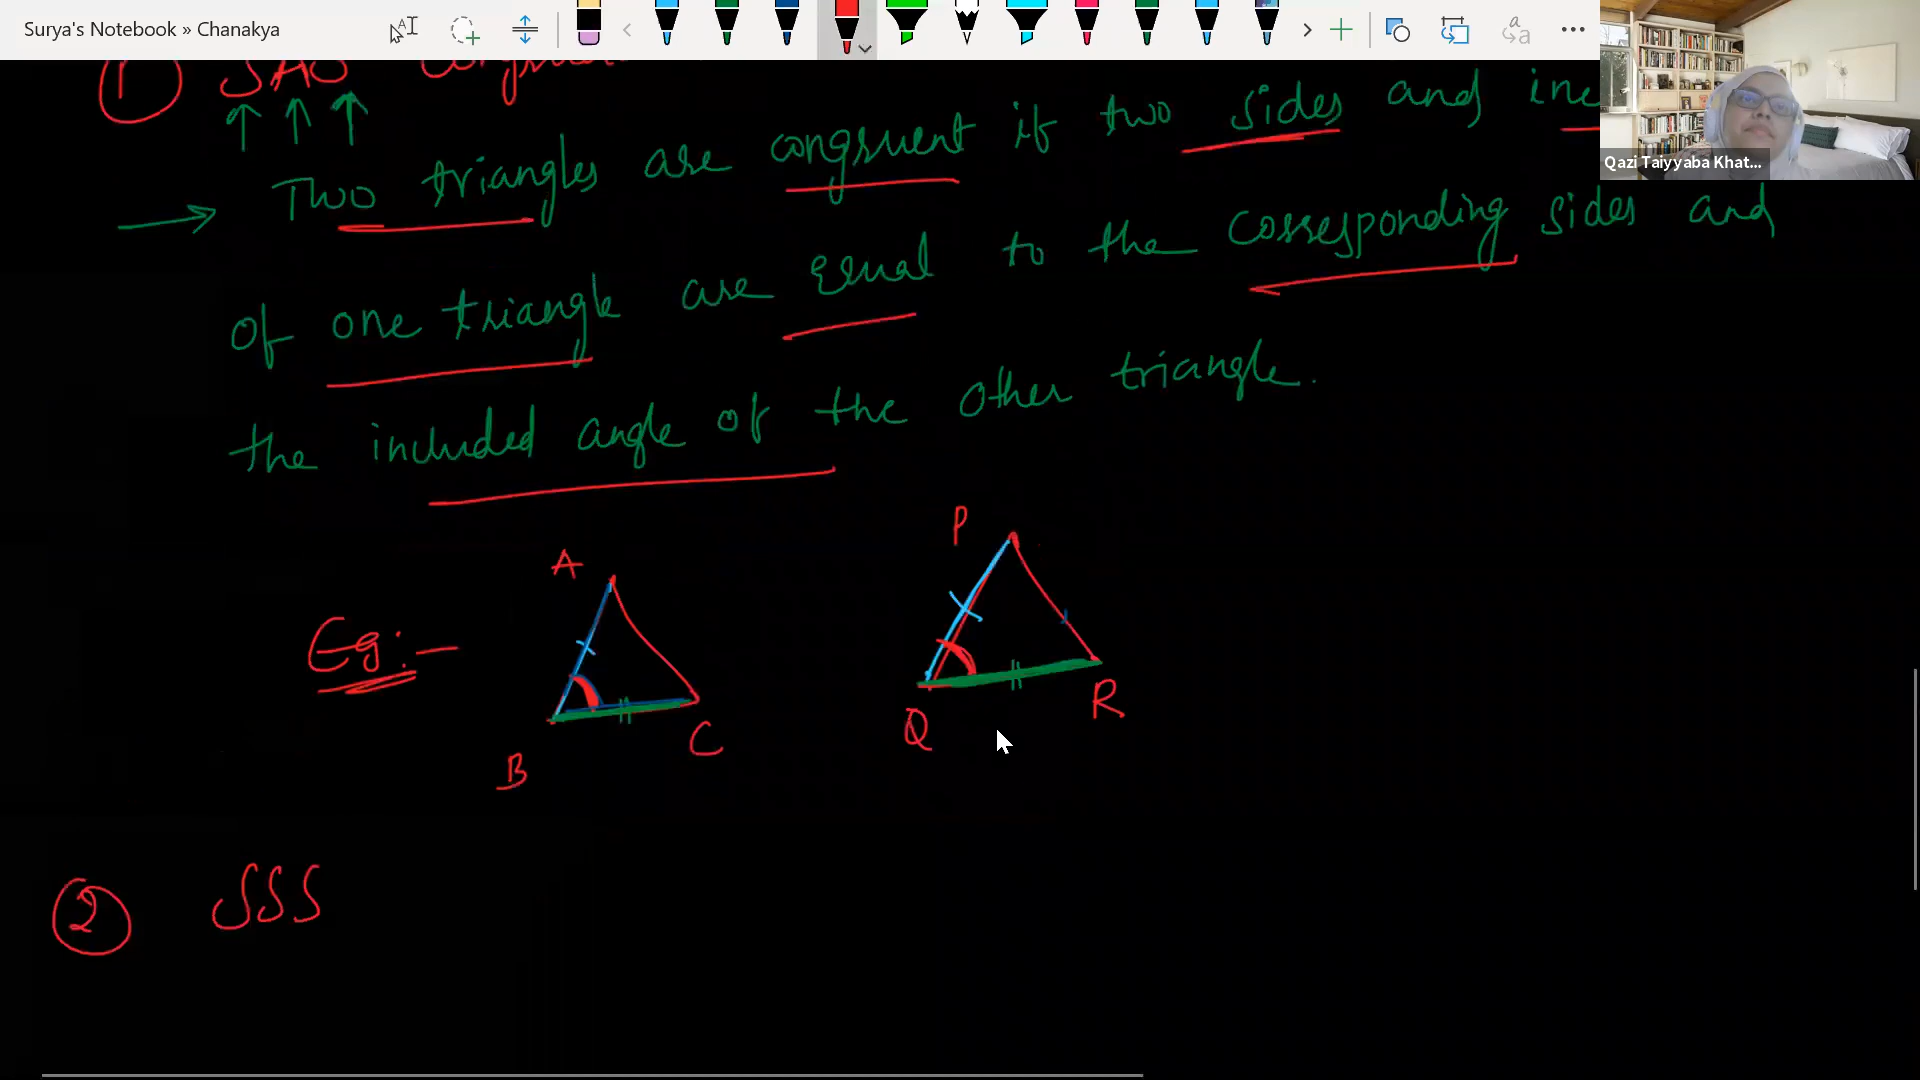 Surya's Notebook » Chanakya
Qazi Taiyyaba Khat...
1 SAS
Two triangles are congruent if two sides and inc
of one triangle are equal to the corresponding sides and
the included angle of the other triangle.
Eg:-
A
B
C
P
Q
R
2 SSS